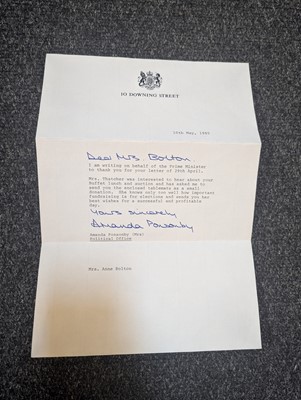 10 DOWNING STREET
Dear Mrs Bolton
I am writing on behalf of the Prime Minister
to thank you for your letter of 26th April.
Mrs. Thatcher was interested to hear about your
Buffet lunch and auction and has asked me to
send you the enclosed tablemats as a small
donation. She knows only too well how important
fundraising is for elections and sends you her
best wishes for a successful and profitable
day.
Yours sincerely
Amanda Ponsonby
Amanda Ponsonby (Mrs)
Political Office
Mrs. Anne Bolton